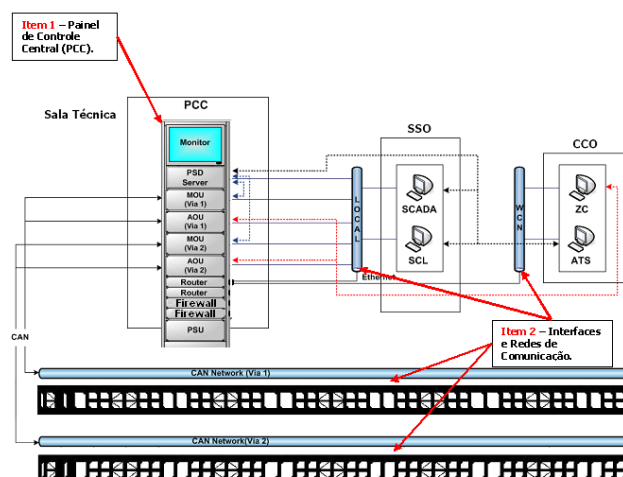 Item 1 – Painel
de Controle
Central (PCC).
Sala Técnica
PCC
Monitor
PSD
Server
MOU
(Via 1)
AOU
(Via 1)
MOU
(Via 2)
AOU
(Via 2)
Router
Router
Firewall
Firewall
PSU
CAN
LOCAL
Ethernet
SSO
SCADA
SCL
WCN
CCO
ZC
ATS
Item 2 – Interfaces
e Redes de
Comunicação.
CAN Network (Via 1)
CAN Network(Via 2)